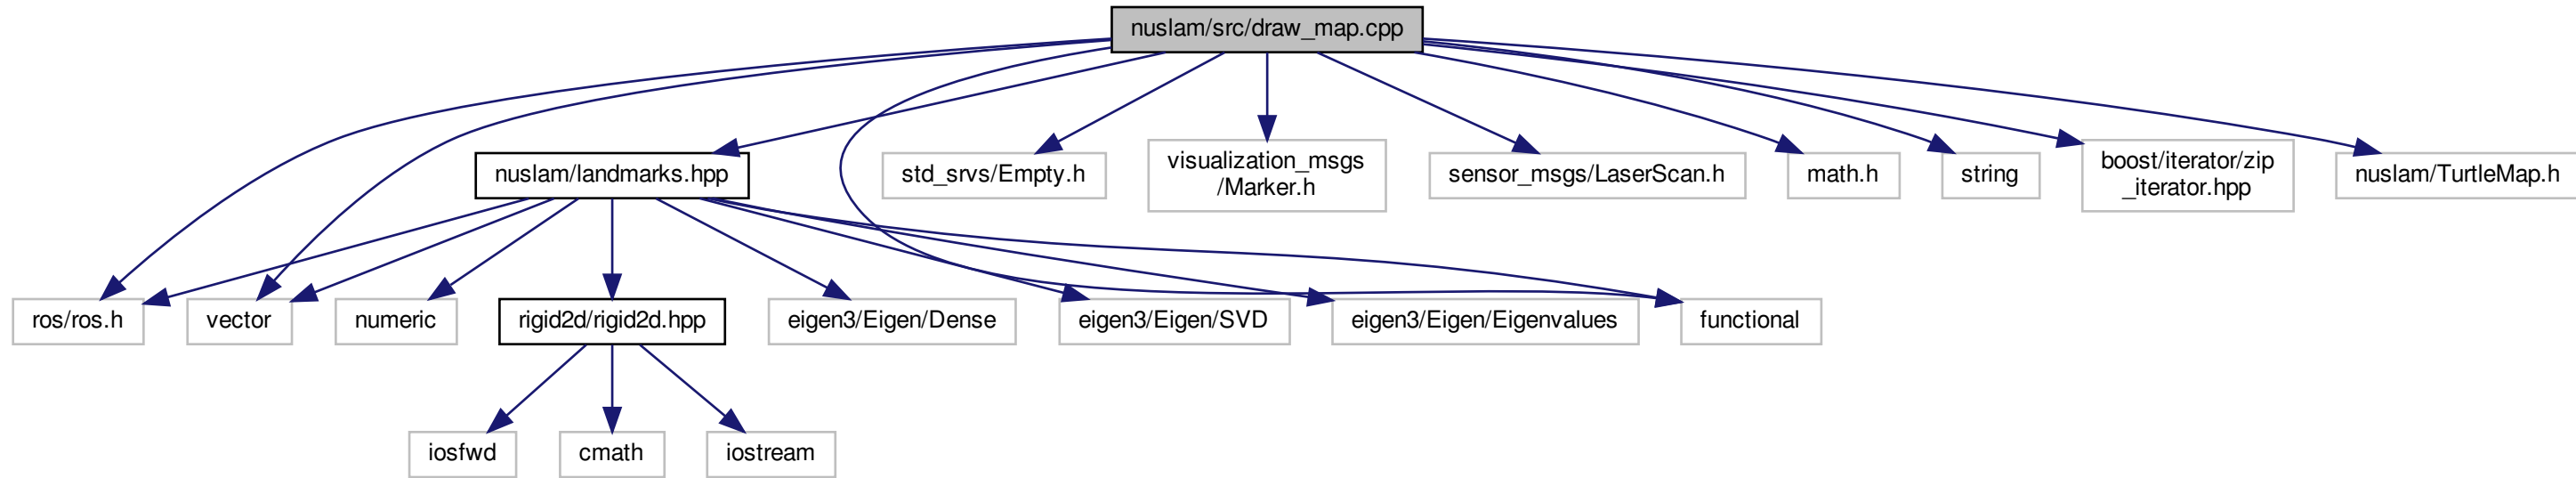 nuslam/src/draw_map.cpp
nuslam/landmarks.hpp
std_srvs/Empty.h
visualization_msgs
/Marker.h
sensor_msgs/LaserScan.h
math.h
string
boost/iterator/zip
_iterator.hpp
nuslam/TurtleMap.h
ros/ros.h
vector
numeric
rigid2d/rigid2d.hpp
eigen3/Eigen/Dense
eigen3/Eigen/SVD
eigen3/Eigen/Eigenvalues
functional
iosfwd
cmath
iostream